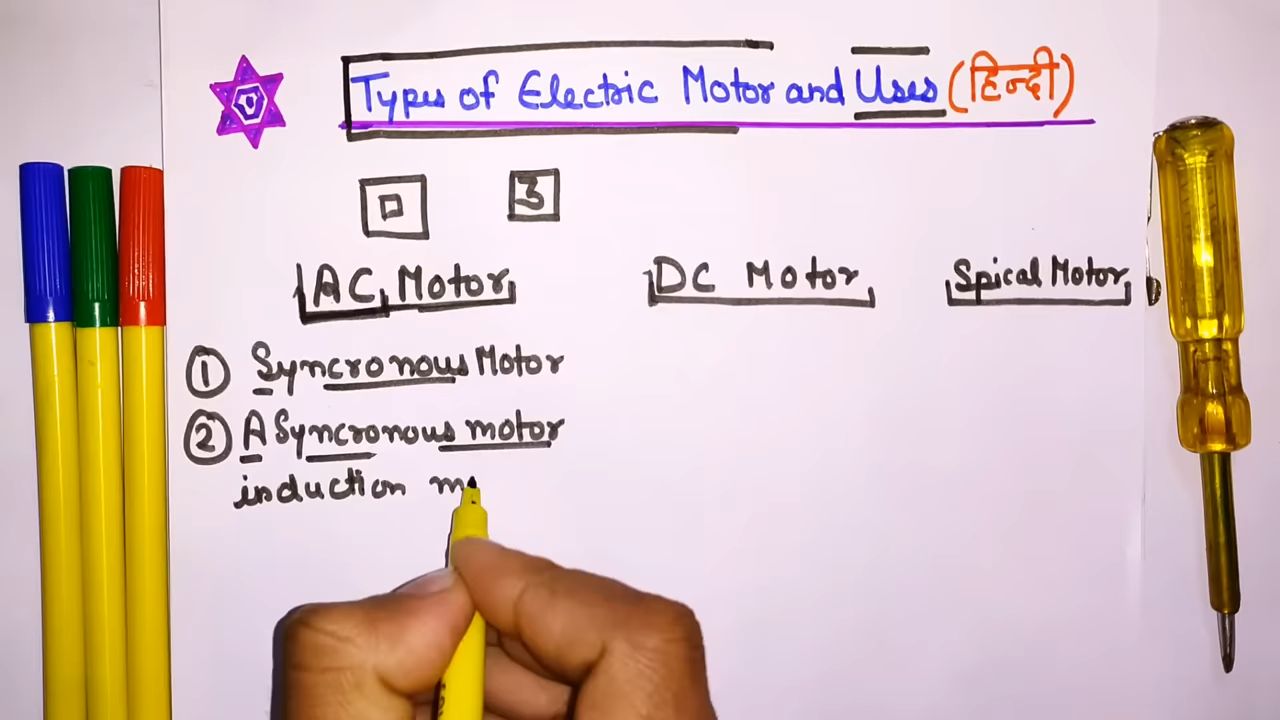 Types of Electric Motor and Uses (हिन्दी)
3
AC Motor
DC Motor
Spical Motor
1 Syncronous Motor
2 ASyncronous motor
induction m